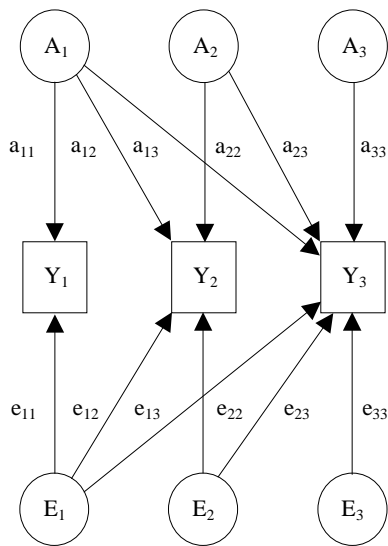 A₁ A₂ A₃
a₁₁ a₁₂ a₁₃ a₂₂ a₂₃ a₃₃
Y₁ Y₂ Y₃
e₁₁ e₁₂ e₁₃ e₂₂ e₂₃ e₃₃
E₁ E₂ E₃